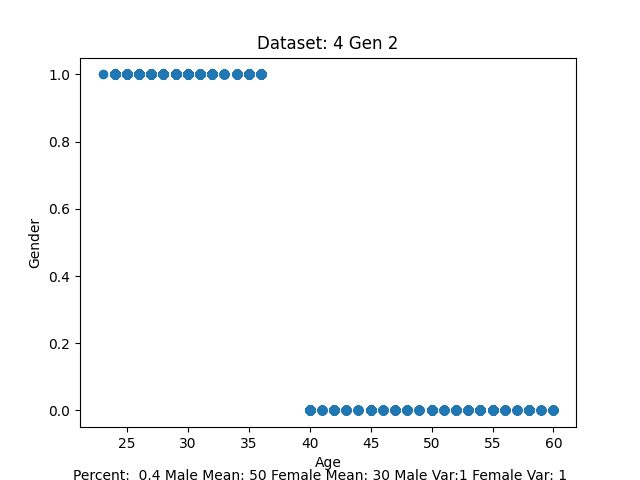 Dataset: 4 Gen 2
1.0
0.8
0.6
0.4
0.2
0.0
Gender
25 30 35 40 45 50 55 60
Age
Percent:  0.4 Male Mean: 50 Female Mean: 30 Male Var:1 Female Var: 1